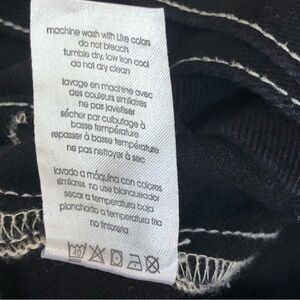 machine wash with like colors
do not bleach
tumble dry, low iron cool
do not dry clean
lavage en machine avec
des couleurs similaires
ne pas javelliser
sécher par culbutage à
basse température
repasser à basse température
ne pas nettoyer à sec
lavado a máquina con colores
similares no use blanqueador
secar a temperatura baja
planchado a temperatura fria
no tintoreria